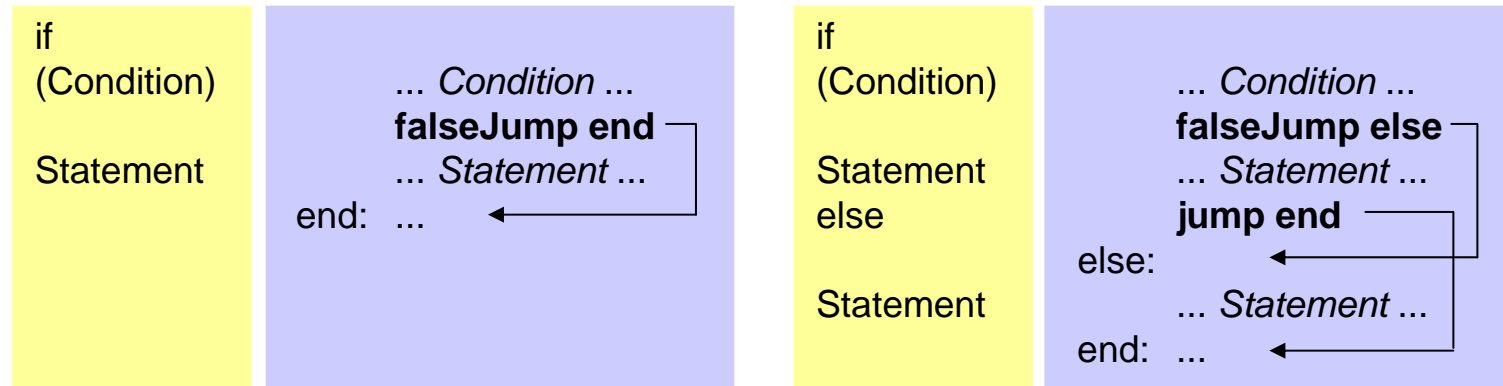 if
(Condition)
Statement
... Condition ...
falseJump end
... Statement ...
end: ...
if
(Condition)
Statement
else
Statement
... Condition ...
falseJump else
... Statement ...
jump end
else:
... Statement ...
end: ...